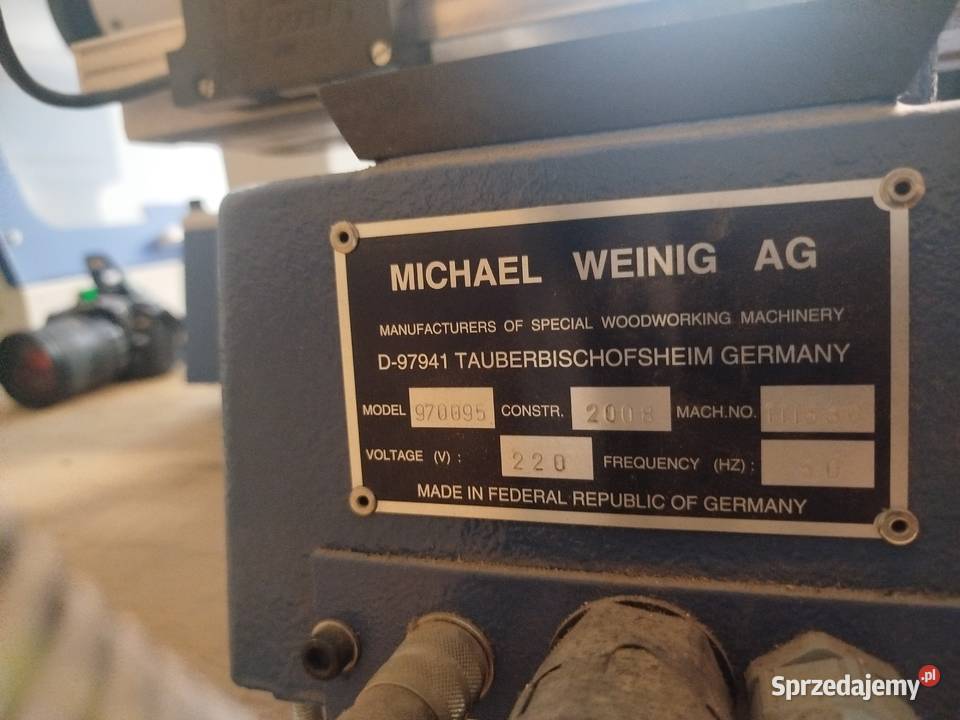 MICHAEL WEINIG AG
MANUFACTURERS OF SPECIAL WOODWORKING MACHINERY
D-97941 TAUBERBISCHOFSHEIM GERMANY
MODEL 970095 CONSTR. 2008 MACH.NO.
VOLTAGE (V) : 220 FREQUENCY (HZ) : 50
MADE IN FEDERAL REPUBLIC OF GERMANY
Sprzedajemy.pl